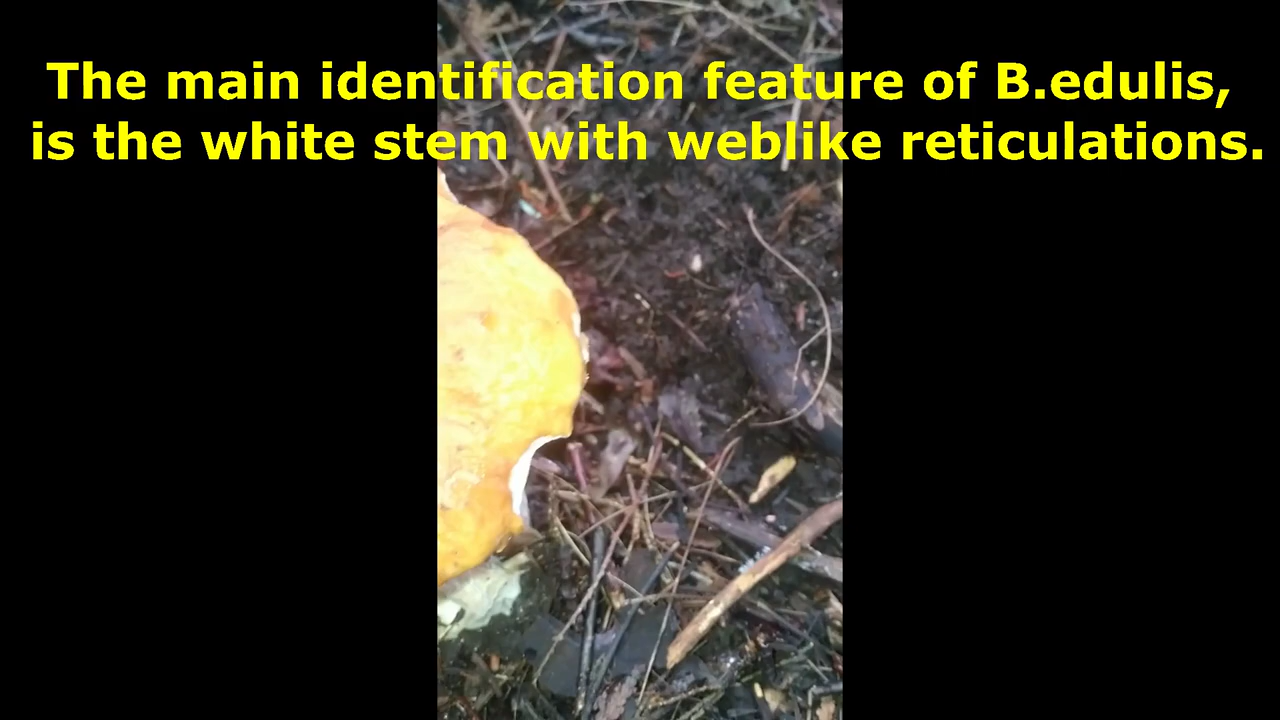 The main identification feature of B.edulis,
is the white stem with weblike reticulations.